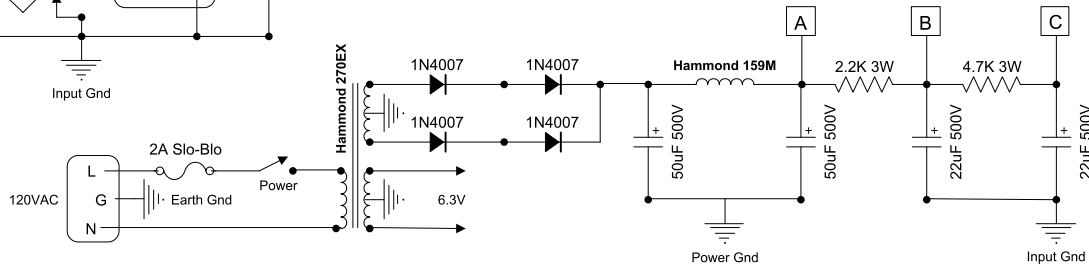 A
B
C
Hammond 270EX
1N4007
1N4007
Hammond 159M
2.2K 3W
4.7K 3W
Input Gnd
1N4007
1N4007
+
50uF 500V
+
50uF 500V
+
22uF 500V
+
22uF 500V
2A Slo-Blo
L
Power
120VAC
G
Earth Gnd
6.3V
N
Power Gnd
Input Gnd